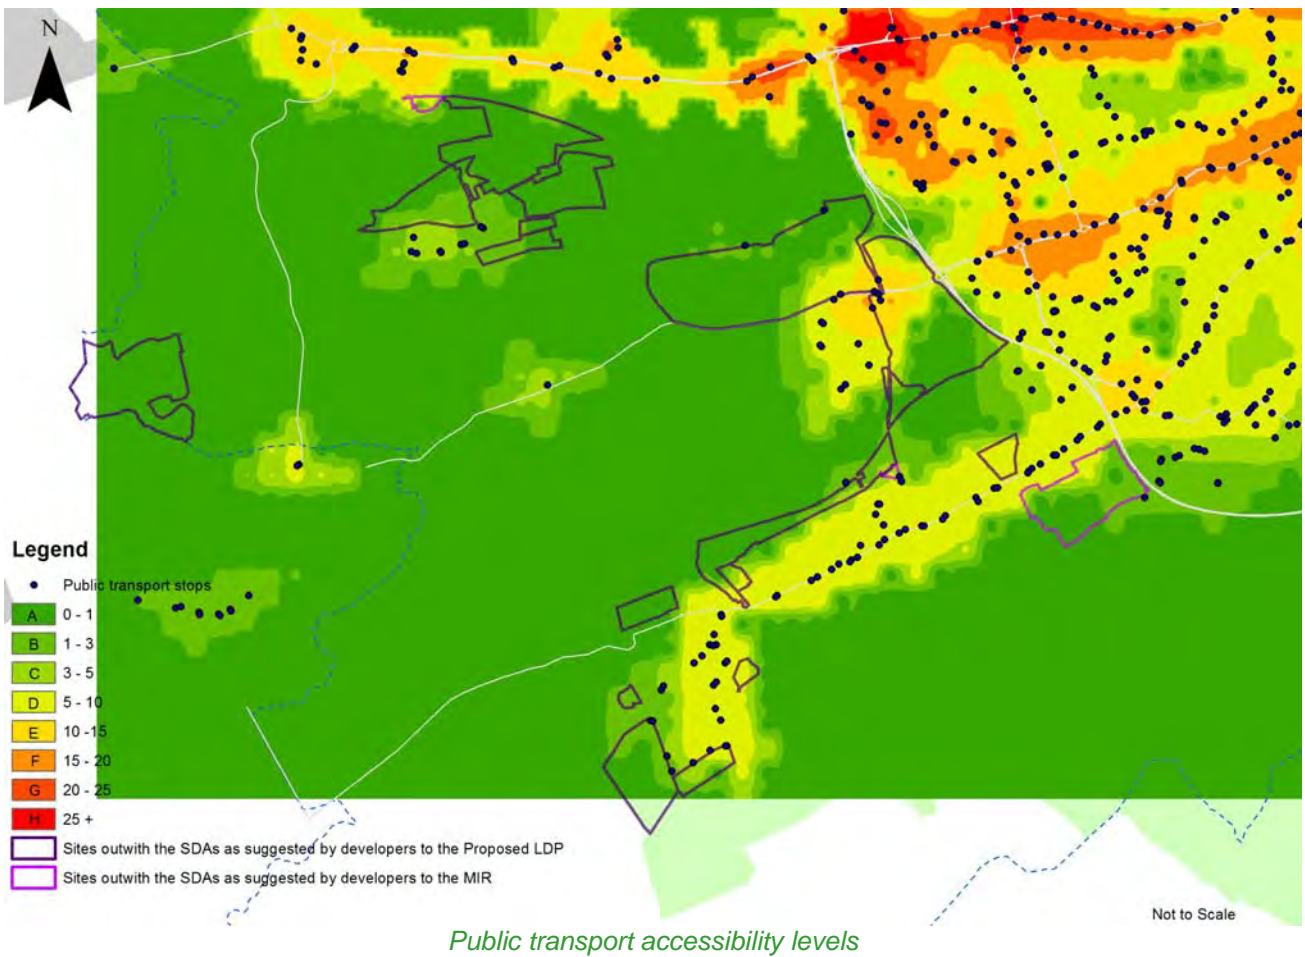 N
Legend
Public transport stops
A 0 - 1
B 1 - 3
C 3 - 5
D 5 - 10
E 10 -15
F 15 - 20
G 20 - 25
H 25 +
Sites outwith the SDAs as suggested by developers to the Proposed LDP
Sites outwith the SDAs as suggested by developers to the MIR
Not to Scale
Public transport accessibility levels